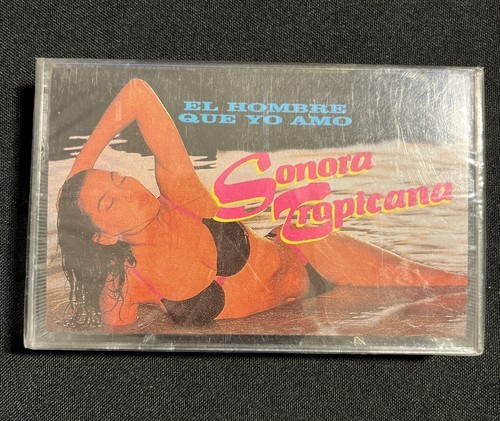 EL HOMBRE
QUE YO AMO
Sonora
Tropicana